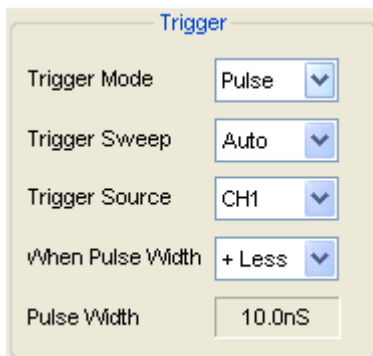 Trigger
Trigger Mode Pulse
Trigger Sweep Auto
Trigger Source CH1
When Pulse Width + Less
Pulse Width 10.0nS